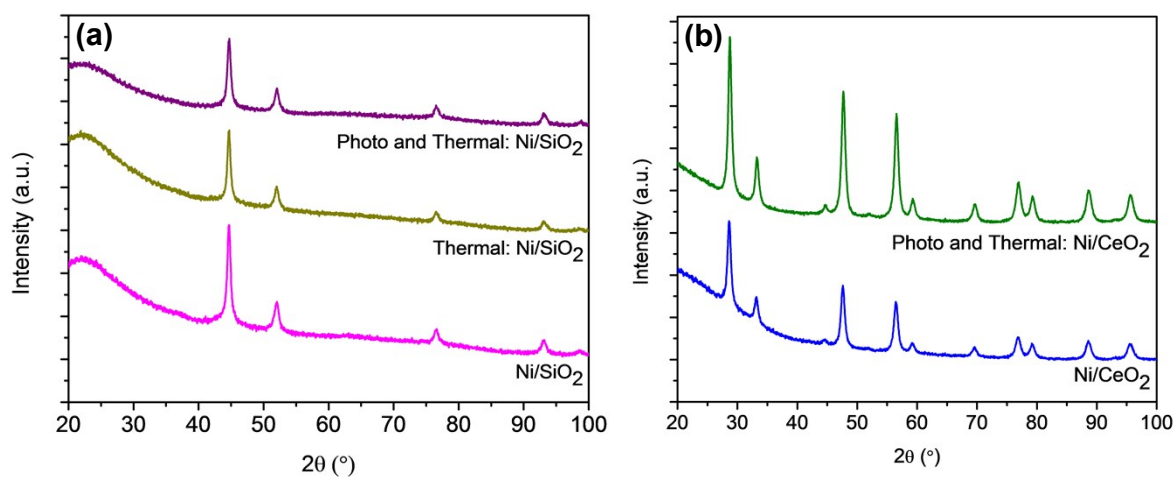 (a)
Intensity (a.u.)
Photo and Thermal: Ni/SiO2
Thermal: Ni/SiO2
Ni/SiO2
20 30 40 50 60 70 80 90 100
2θ (°)
(b)
Intensity (a.u.)
Photo and Thermal: Ni/CeO2
Ni/CeO2
20 30 40 50 60 70 80 90 100
2θ (°)